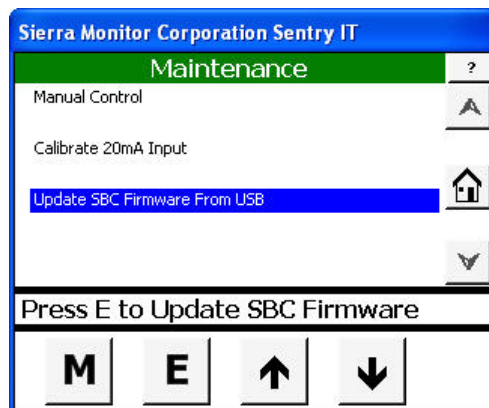 Sierra Monitor Corporation Sentry IT
Maintenance
?
Manual Control
Calibrate 20mA Input
Update SBC Firmware From USB
Press E to Update SBC Firmware
M E